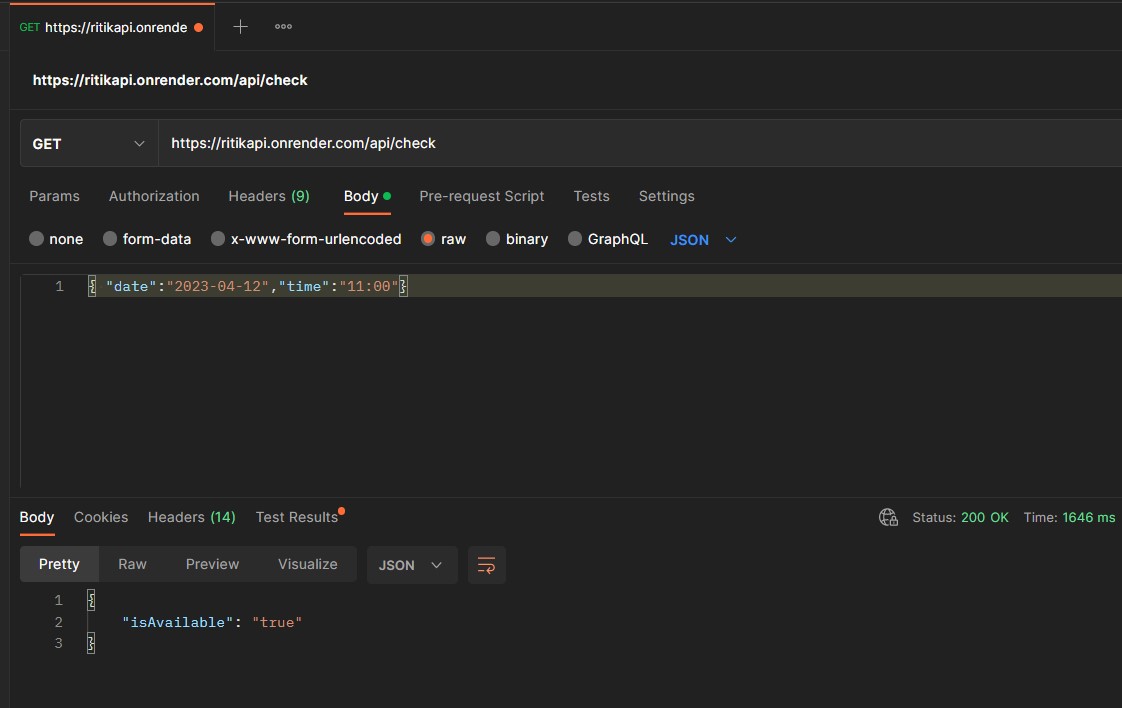 GET https://ritikapi.onrende
https://ritikapi.onrender.com/api/check
GET https://ritikapi.onrender.com/api/check
Params Authorization Headers (9) Body Pre-request Script Tests Settings
none form-data x-www-form-urlencoded raw binary GraphQL JSON
1 { "date":"2023-04-12","time":"11:00"}
Body Cookies Headers (14) Test Results Status: 200 OK Time: 1646 ms
Pretty Raw Preview Visualize JSON
1 {
2 "isAvailable": "true"
3 }